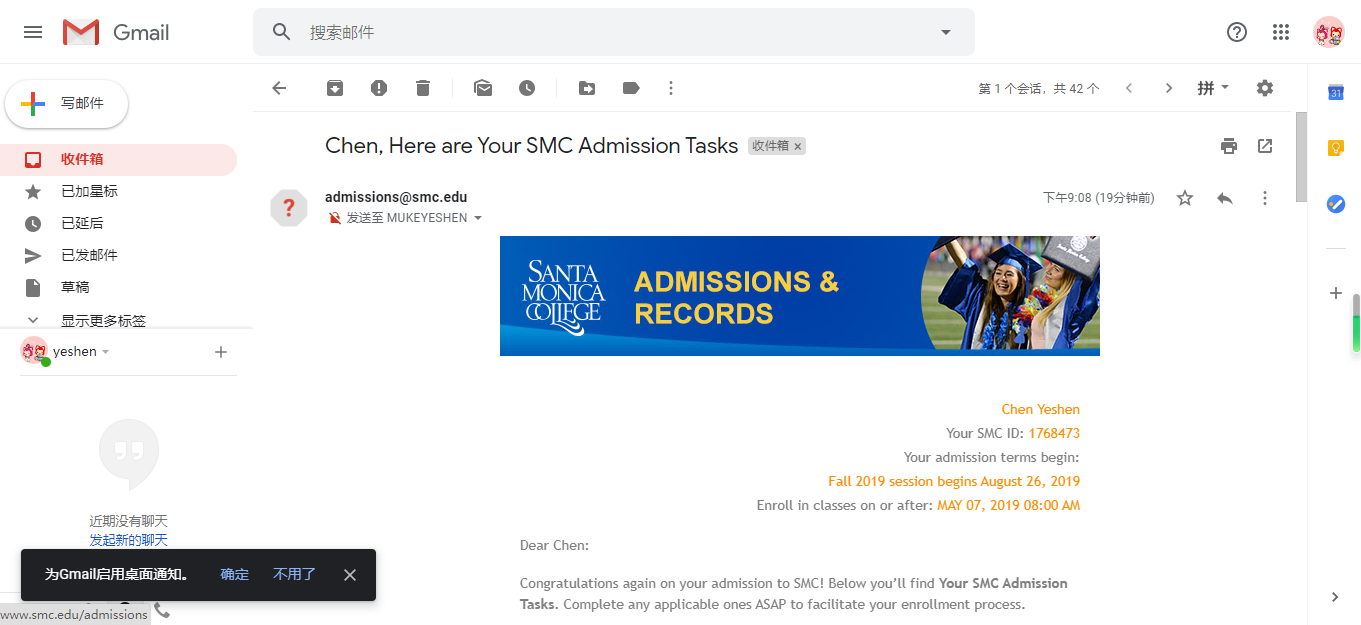 Gmail
搜索邮件
写邮件
第 1 个会话，共 42 个
拼
31
收件箱
已加星标
已延后
已发邮件
草稿
显示更多标签
yeshen
近期没有聊天
发起新的聊天
为Gmail启用桌面通知。 确定 不用了
www.smc.edu/admissions
Chen, Here are Your SMC Admission Tasks 收件箱 x
admissions@smc.edu
下午9:08 (19分钟前)
发送至 MUKEYESHEN
SANTA
MONICA
COLLEGE
ADMISSIONS &
RECORDS
Chen Yeshen
Your SMC ID: 1768473
Your admission terms begin:
Fall 2019 session begins August 26, 2019
Enroll in classes on or after: MAY 07, 2019 08:00 AM
Dear Chen:
Congratulations again on your admission to SMC! Below you’ll find Your SMC Admission
Tasks. Complete any applicable ones ASAP to facilitate your enrollment process.